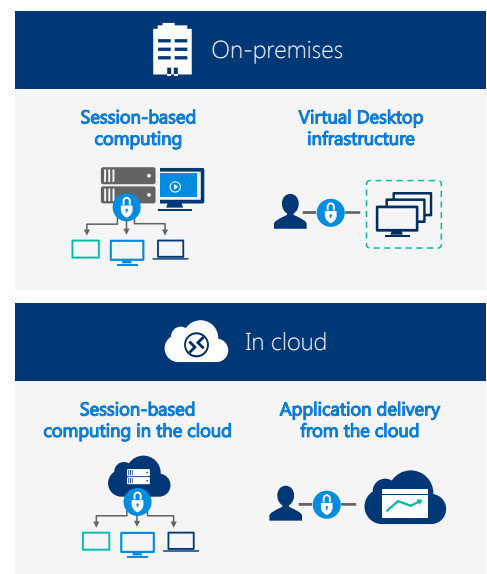 On-premises
Session-based
computing
Virtual Desktop
infrastructure
In cloud
Session-based
computing in the cloud
Application delivery
from the cloud